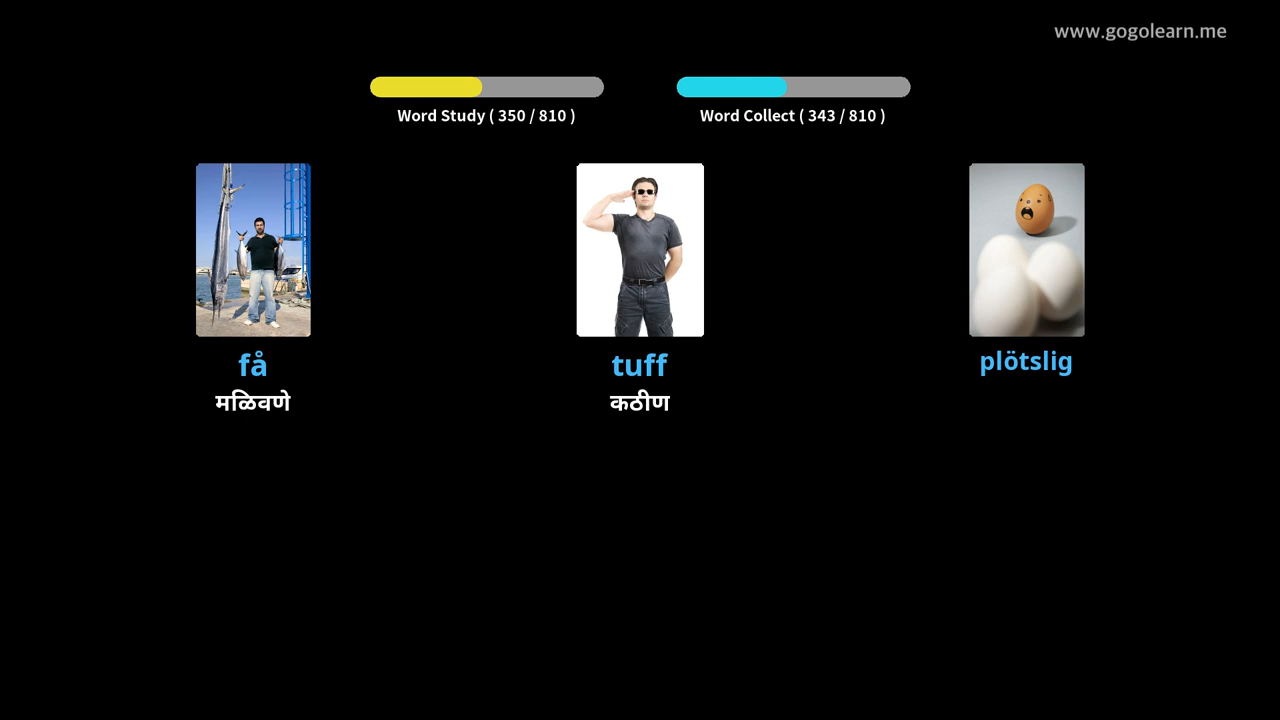 www.gogolearn.me
Word Study ( 350 / 810 )
Word Collect ( 343 / 810 )
få
tuff
plötslig
मळिवणे
कठीण